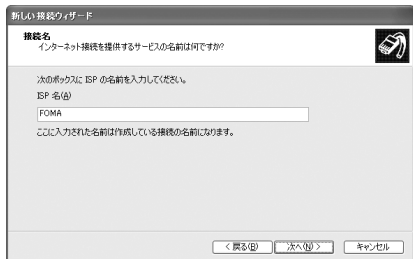 新しい接続ウィザード
接続名
インターネット接続を提供するサービスの名前は何ですか?
次のボックスに ISP の名前を入力してください。
ISP 名(A)
FOMA
ここに入力された名前は作成している接続の名前になります。
< 戻る(B) 次へ(N) > キャンセル